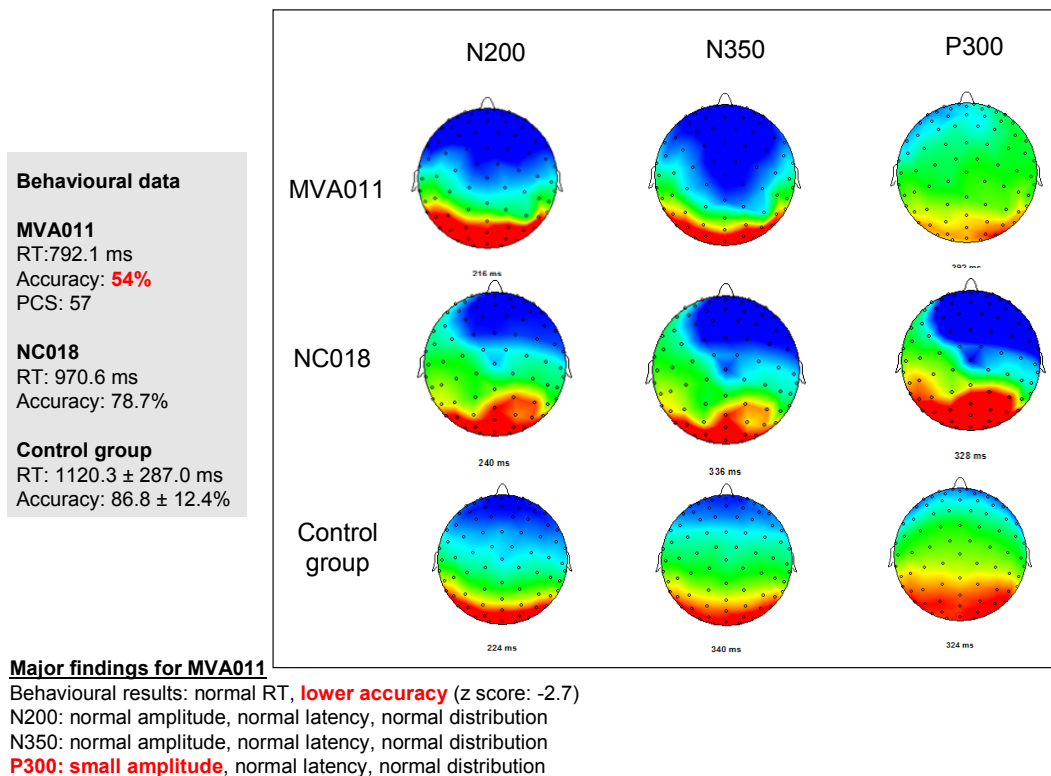 N200 N350 P300
MVA011
216 ms
NC018
240 ms 336 ms 328 ms
Control
group
224 ms 340 ms 324 ms
Behavioural data
MVA011
RT:792.1 ms
Accuracy: 54%
PCS: 57
NC018
RT: 970.6 ms
Accuracy: 78.7%
Control group
RT: 1120.3 ± 287.0 ms
Accuracy: 86.8 ± 12.4%
Major findings for MVA011
Behavioural results: normal RT, lower accuracy (z score: -2.7)
N200: normal amplitude, normal latency, normal distribution
N350: normal amplitude, normal latency, normal distribution
P300: small amplitude, normal latency, normal distribution